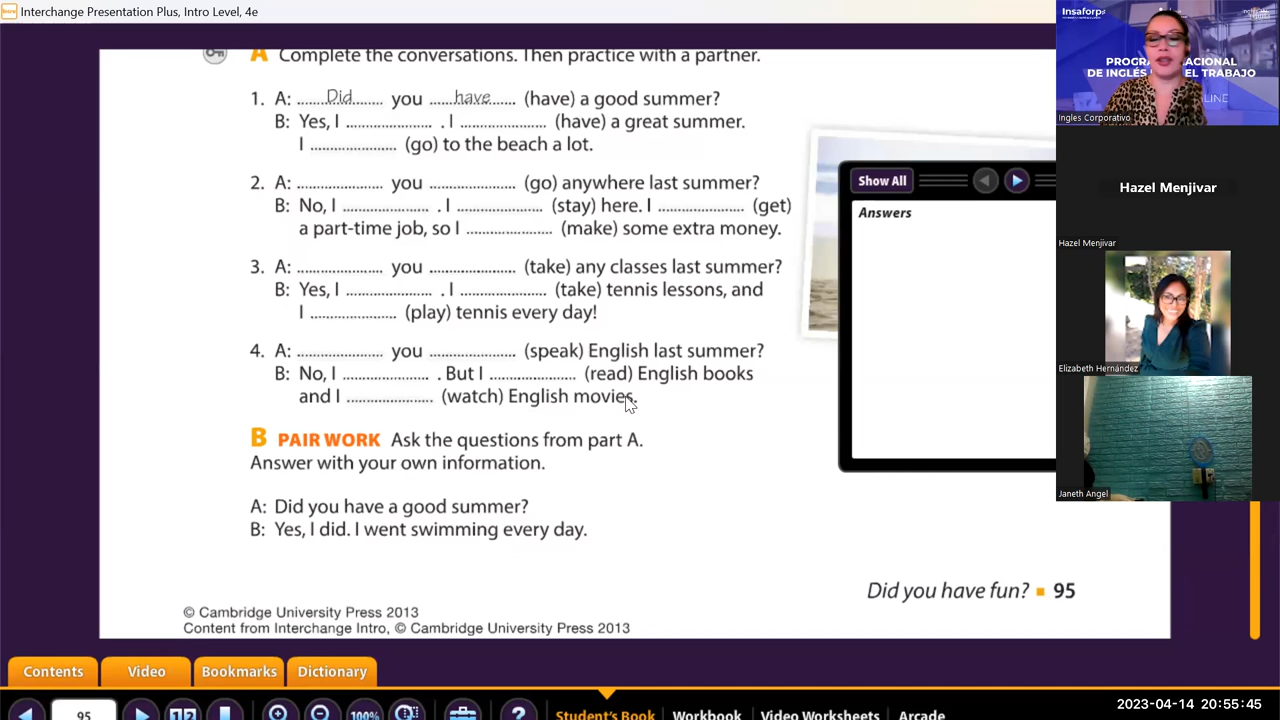 Interchange Presentation Plus, Intro Level, 4e
A Complete the conversations. Then practice with a partner.
1. A: .....Did..... you .....have..... (have) a good summer?
B: Yes, I ..................... . I ..................... (have) a great summer.
I ..................... (go) to the beach a lot.
2. A: ..................... you ..................... (go) anywhere last summer?
B: No, I ..................... . I ..................... (stay) here. I ..................... (get)
a part-time job, so I ..................... (make) some extra money.
3. A: ..................... you ..................... (take) any classes last summer?
B: Yes, I ..................... . I ..................... (take) tennis lessons, and
I ..................... (play) tennis every day!
4. A: ..................... you ..................... (speak) English last summer?
B: No, I ..................... . But I ..................... (read) English books
and I ..................... (watch) English movies.
B PAIR WORK Ask the questions from part A.
Answer with your own information.
A: Did you have a good summer?
B: Yes, I did. I went swimming every day.
Did you have fun? ■ 95
© Cambridge University Press 2013
Content from Interchange Intro, © Cambridge University Press 2013
Show All
Answers
Insaforp
DE INGLÉS
EL TRABAJO
LINE
Ingles Corporativo
Hazel Menjivar
Hazel Menjivar
Elizabeth Hernández
Janeth Angel
Contents
Video
Bookmarks
Dictionary
95
100%
?
Student's Book
Workbook
Video Worksheets
Arcade
2023-04-14 20:55:45